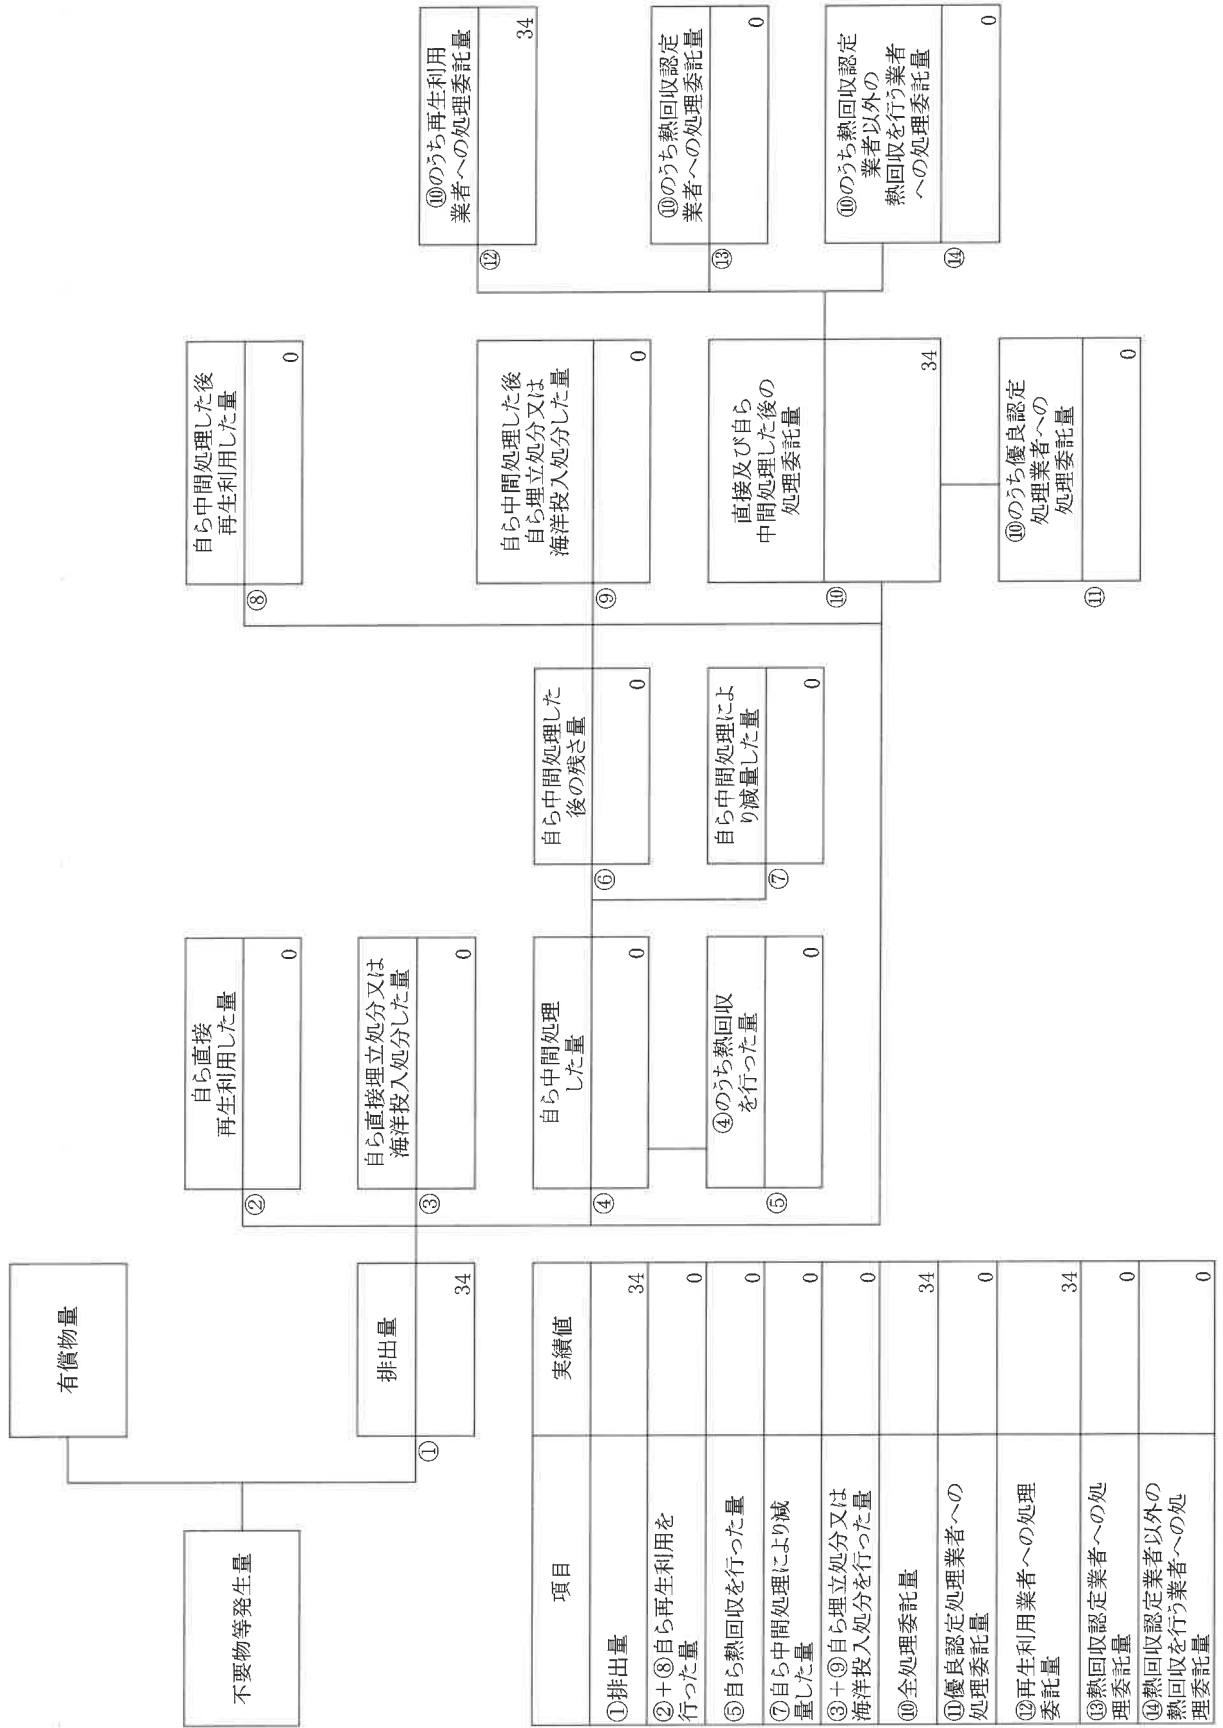 不要物等発生量
有償物量
①
排出量
34
②
自ら直接
再生利用した量
0
③
自ら直接埋立処分又は
海洋投入処分した量
0
④
自ら中間処理
した量
0
⑤
④のうち熱回収
を行った量
0
⑥
自ら中間処理した
後の残さ量
0
⑦
自ら中間処理によ
り減量した量
0
⑧
自ら中間処理した後
再生利用した量
0
⑨
自ら中間処理した後
自ら埋立処分又は
海洋投入処分した量
0
⑩
直接及び自ら
中間処理した後の
処理委託量
34
⑪
⑩のうち優良認定
処理業者への
処理委託量
0
⑫
⑩のうち再生利用
業者への処理委託量
34
⑬
⑩のうち熱回収認定
業者への処理委託量
0
⑭
⑩のうち熱回収認定
業者以外の
熱回収を行う業者
への処理委託量
0
項目 実績値
①排出量 34
②+⑧自ら再生利用を
行った量 0
⑤自ら熱回収を行った量 0
⑦自ら中間処理により減
量した量 0
③+⑨自ら埋立処分又は
海洋投入処分を行った量 0
⑩全処理委託量 34
⑪優良認定処理業者への
処理委託量 0
⑫再生利用業者への処理
委託量 34
⑬熱回収認定業者への処
理委託量 0
⑭熱回収認定業者以外の
熱回収を行う業者への処
理委託量 0